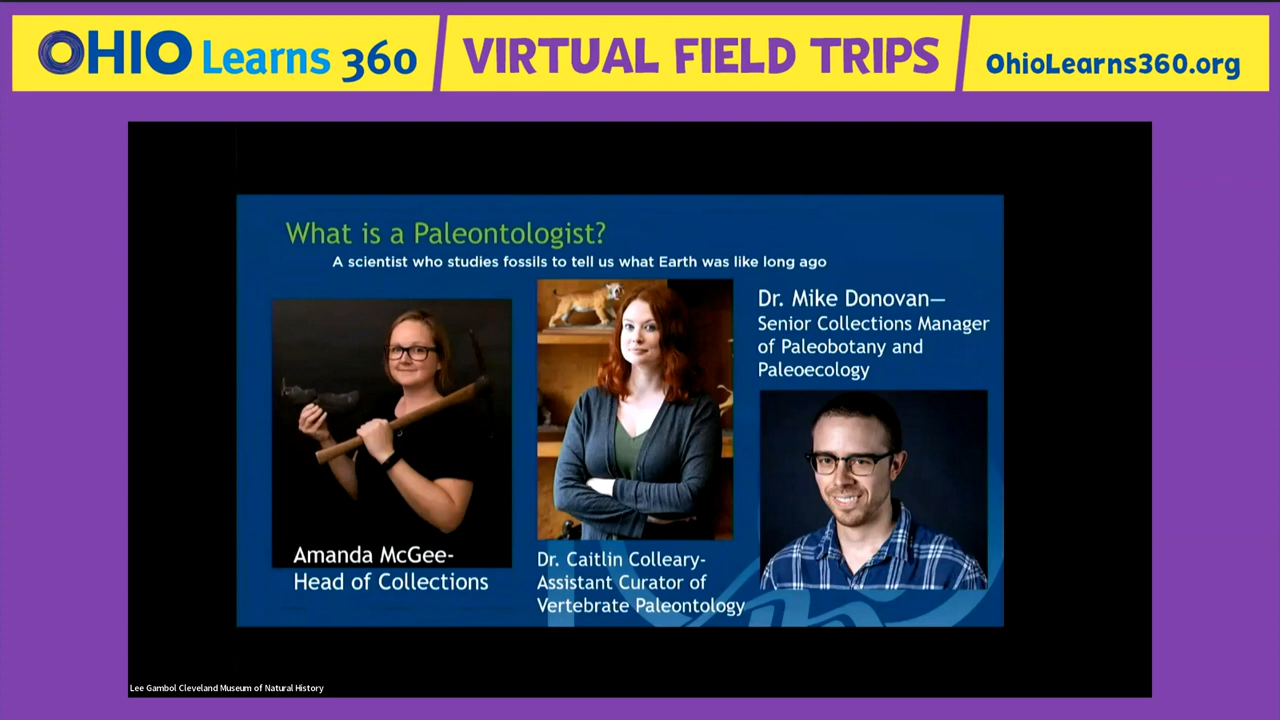 OHIO Learns 360
VIRTUAL FIELD TRIPS
OhioLearns360.org
What is a Paleontologist?
A scientist who studies fossils to tell us what Earth was like long ago
Amanda McGee-
Head of Collections
Dr. Caitlin Colleary-
Assistant Curator of
Vertebrate Paleontology
Dr. Mike Donovan—
Senior Collections Manager
of Paleobotany and
Paleoecology
Lee Gambol Cleveland Museum of Natural History